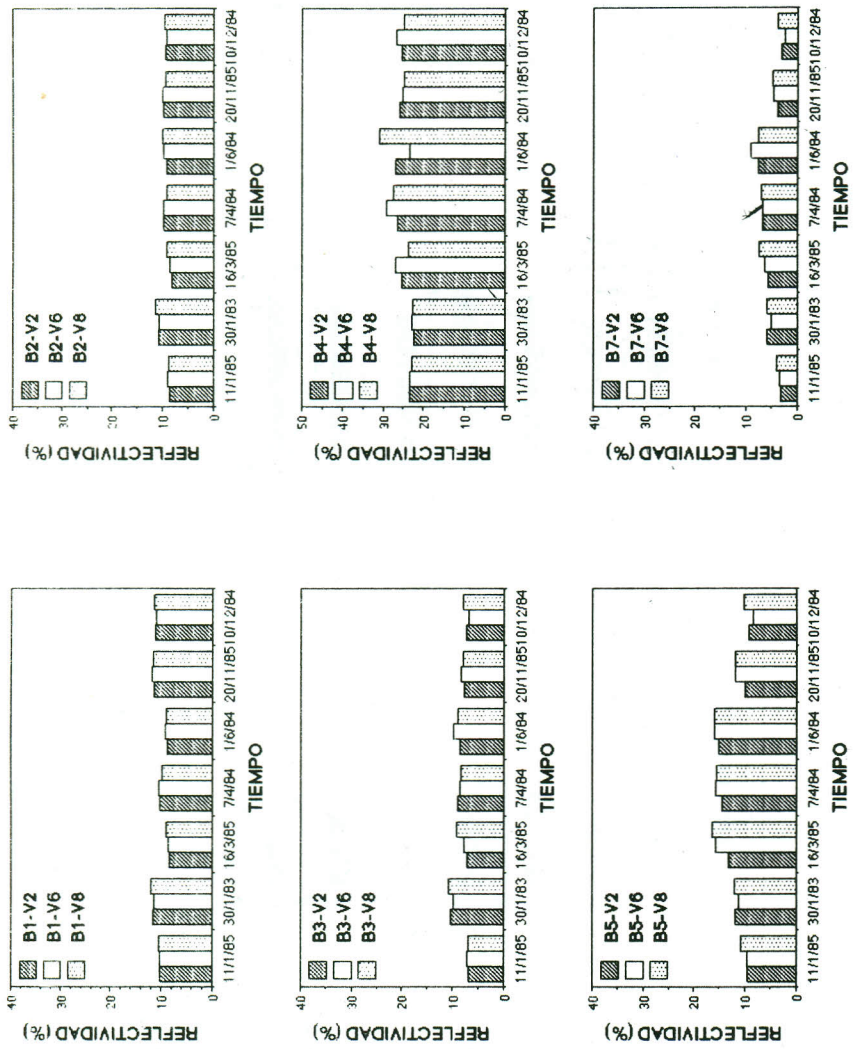 B1-V2
B1-V6
B1-V8
REFLECTIVIDAD (%)
40
30
20
10
0
11/1/85 30/1/83 16/3/85 7/4/84 1/6/84 20/11/85 10/12/84
TIEMPO
B2-V2
B2-V6
B2-V8
REFLECTIVIDAD (%)
40
30
20
10
0
11/1/85 30/1/83 16/3/85 7/4/84 1/6/84 20/11/85 10/12/84
TIEMPO
B3-V2
B3-V6
B3-V8
REFLECTIVIDAD (%)
40
30
20
10
0
11/1/85 30/1/83 16/3/85 7/4/84 1/6/84 20/11/85 10/12/84
TIEMPO
B4-V2
B4-V6
B4-V8
REFLECTIVIDAD (%)
50
40
30
20
10
0
11/1/85 30/1/83 16/3/85 7/4/84 1/6/84 20/11/85 10/12/84
TIEMPO
B5-V2
B5-V6
B5-V8
REFLECTIVIDAD (%)
40
30
20
10
0
11/1/85 30/1/83 16/3/85 7/4/84 1/6/84 20/11/85 10/12/84
TIEMPO
B7-V2
B7-V6
B7-V8
REFLECTIVIDAD (%)
40
30
20
10
0
11/1/85 30/1/83 16/3/85 7/4/84 1/6/84 20/11/85 10/12/84
TIEMPO